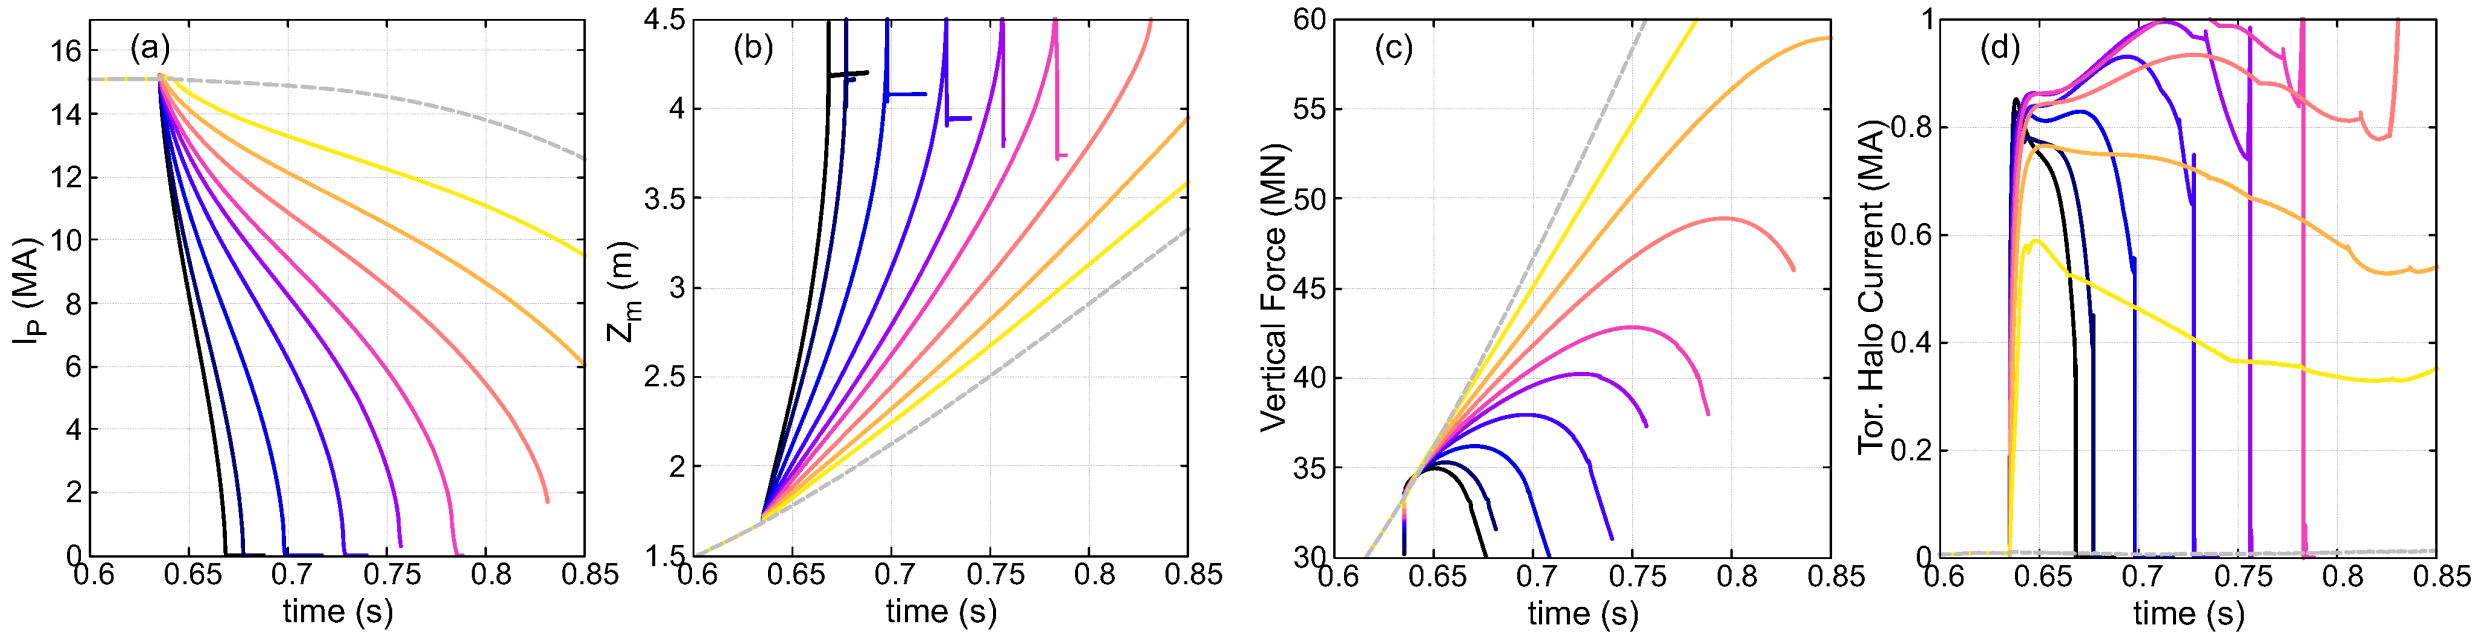 (a)
16
14
12
10
8
6
4
2
0
I_P (MA)
0.6 0.65 0.7 0.75 0.8 0.85
time (s)
(b)
4.5
4
3.5
3
2.5
2
1.5
Z_m (m)
0.6 0.65 0.7 0.75 0.8 0.85
time (s)
(c)
60
55
50
45
40
35
30
Vertical Force (MN)
0.6 0.65 0.7 0.75 0.8 0.85
time (s)
(d)
1
0.8
0.6
0.4
0.2
0
Tor. Halo Current (MA)
0.6 0.65 0.7 0.75 0.8 0.85
time (s)